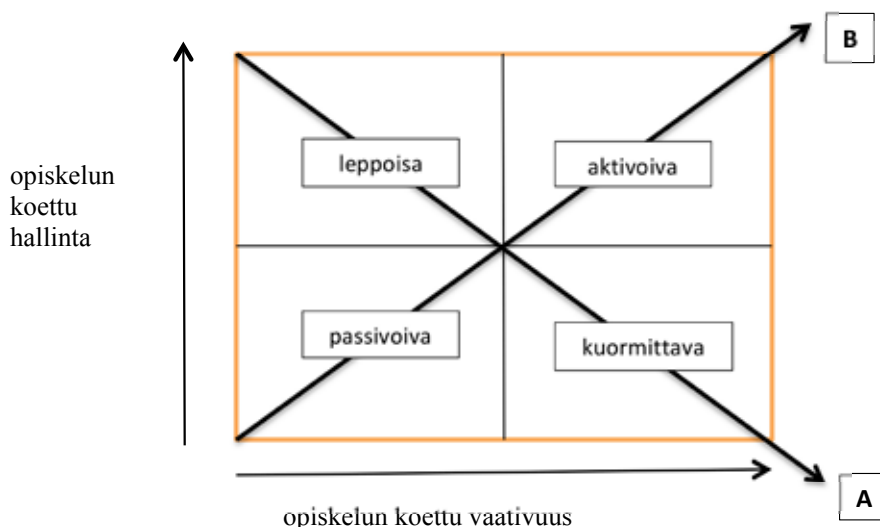 B
leppoisa
aktivoiva
opiskelun
koettu
hallinta
passivoiva
kuormittava
A
opiskelun koettu vaativuus